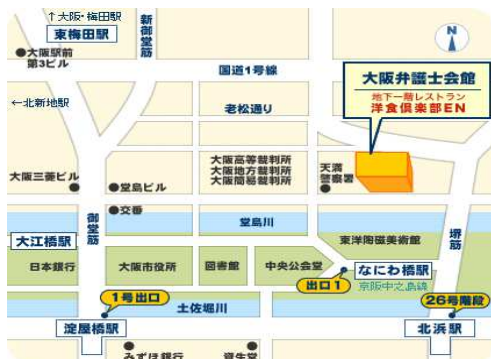 ↑大阪・梅田駅
東梅田駅
新御堂筋
N
大阪駅前
第3ビル
国道1号線
大阪弁護士会館
地下一階レストラン
洋食倶楽部EN
←北新地駅
老松通り
大阪高等裁判所
大阪地方裁判所
大阪簡易裁判所
天満
警察署
大阪三菱ビル
堂島ビル
交番
御堂筋
堂島川
堺筋
大江橋駅
東洋陶磁美術館
日本銀行
大阪市役所
図書館
中央公会堂
なにわ橋駅
出口1
京阪中之島線
1号出口
土佐堀川
26号階段
淀屋橋駅
北浜駅
みずほ銀行
資生堂